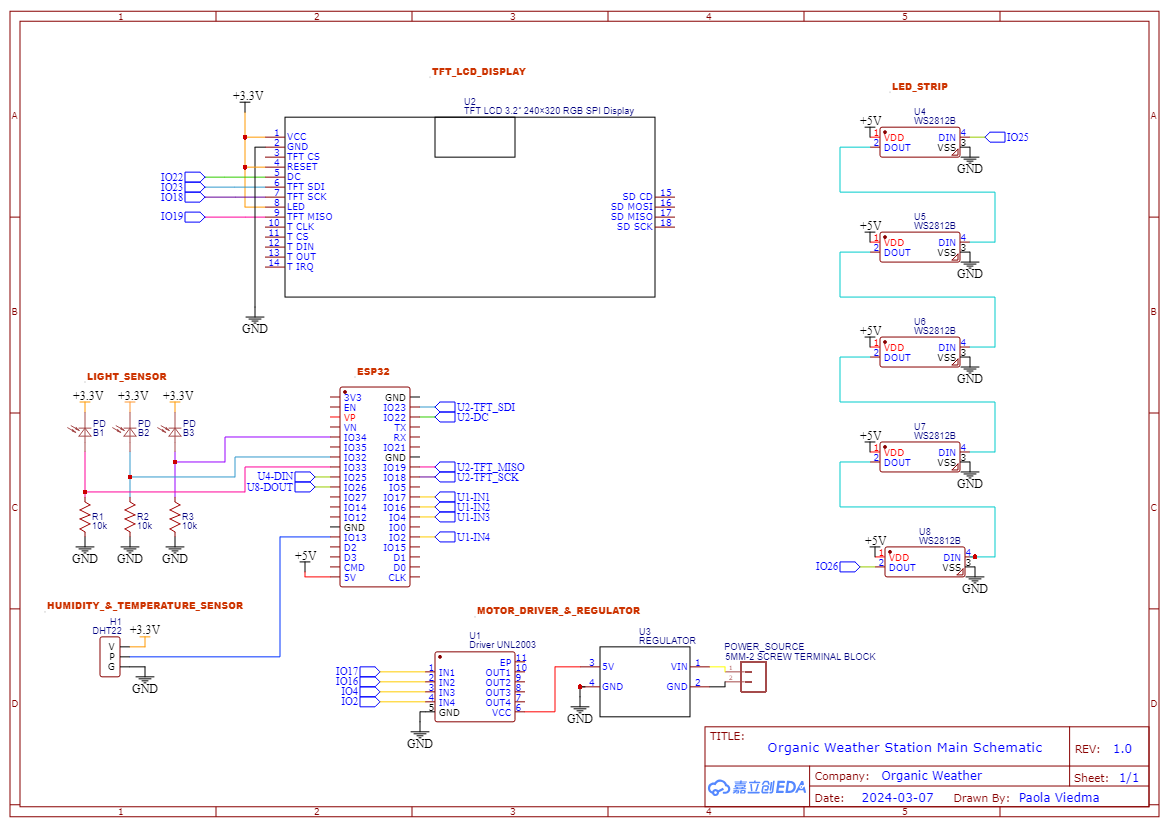 1 2 3 4 5
A A
B B
C C
D D
TFT_LCD_DISPLAY
+3.3V
U2
TFT LCD 3.2" 240×320 RGB SPI Display
1 VCC
2 GND
3 TFT CS
4 RESET
IO22 5 DC
IO23 6 TFT SDI
IO18 7 TFT SCK
8 LED
IO19 9 TFT MISO
10 T CLK
11 T CS
12 T DIN
13 T OUT
14 T IRQ
SD CD 15
SD MOSI 16
SD MISO 17
SD SCK 18
GND
LED_STRIP
U4
WS2812B
+5V
1 VDD DIN 4 IO25
2 DOUT VSS 3
GND
U5
WS2812B
+5V
1 VDD DIN 4
2 DOUT VSS 3
GND
U6
WS2812B
+5V
1 VDD DIN 4
2 DOUT VSS 3
GND
U7
WS2812B
+5V
1 VDD DIN 4
2 DOUT VSS 3
GND
U8
WS2812B
+5V
1 VDD DIN 4
IO26 2 DOUT VSS 3
GND
LIGHT_SENSOR
+3.3V +3.3V +3.3V
PD PD PD
B1 B2 B3
R1 R2 R3
10k 10k 10k
GND GND GND
ESP32
3V3 GND
EN IO23 U2-TFT_SDI
VP IO22 U2-DC
VN TX
IO34 RX
IO35 IO21
IO32 GND
IO33 IO19 U2-TFT_MISO
U4-DIN IO25 IO18 U2-TFT_SCK
U8-DOUT IO26 IO5
IO27 IO17 U1-IN1
IO14 IO16 U1-IN2
IO12 IO4 U1-IN3
GND IO0
IO13 IO2 U1-IN4
D2 IO15
D3 D1
CMD D0
5V CLK
+5V
HUMIDITY_&_TEMPERATURE_SENSOR
H1
DHT22
+3.3V
V
P
G
GND
MOTOR_DRIVER_&_REGULATOR
U1
Driver UNL2003
EP 11
IO17 1 IN1 OUT1 10
IO16 2 IN2 OUT2 9
IO4 3 IN3 OUT3 8
IO2 4 IN4 OUT4 7
5 GND VCC 6
GND
U3
REGULATOR
3 5V VIN 1
4 GND GND 2
GND
POWER_SOURCE
5MM-2 SCREW TERMINAL BLOCK
1
2
TITLE:
Organic Weather Station Main Schematic
REV: 1.0
嘉立创EDA
Company: Organic Weather
Sheet: 1/1
Date: 2024-03-07 Drawn By: Paola Viedma
1 2 3 4 5